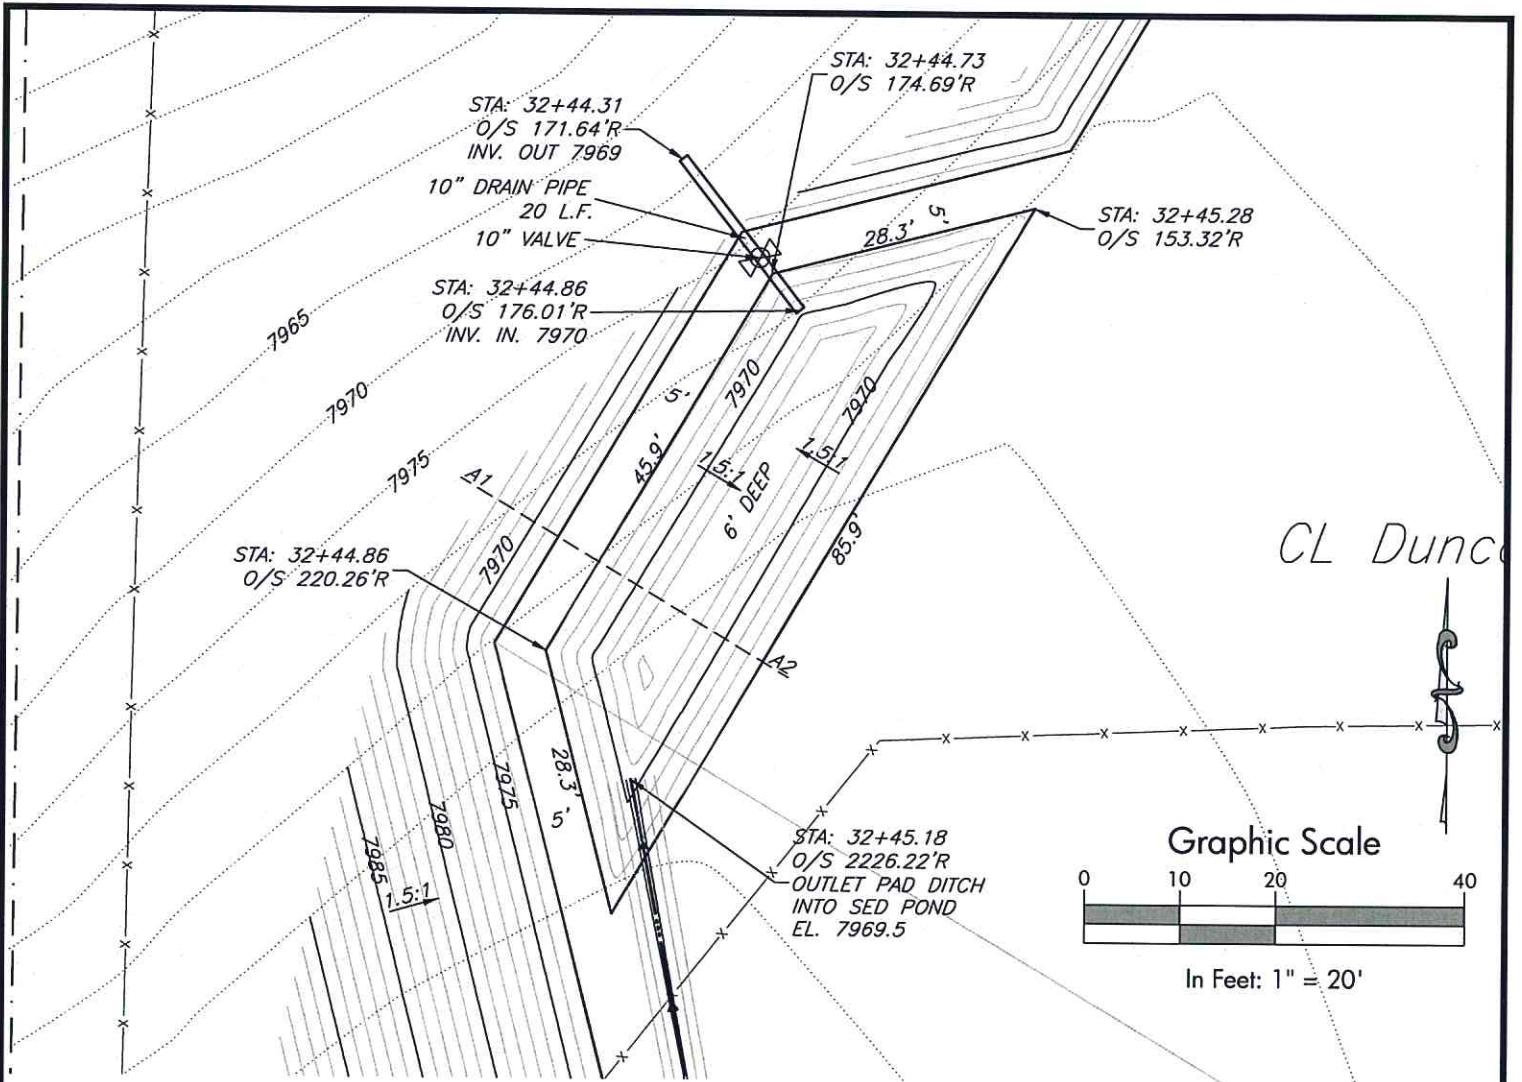 STA: 32+44.73
O/S 174.69'R
STA: 32+44.31
O/S 171.64'R
INV. OUT 7969
10" DRAIN PIPE
20 L.F.
10" VALVE
STA: 32+44.86
O/S 176.01'R
INV. IN. 7970
5'
28.3'
STA: 32+45.28
O/S 153.32'R
7965
7970
7975
7970
7970
5'
45.9'
1.5:1
1.5:1
6' DEEP
A1
7970
85.9'
STA: 32+44.86
O/S 220.26'R
A2
CL Dunc
28.3'
5'
7975
7980
7985
1.5:1
STA: 32+45.18
O/S 2226.22'R
OUTLET PAD DITCH
INTO SED POND
EL. 7969.5
Graphic Scale
0 10 20 40
In Feet: 1" = 20'